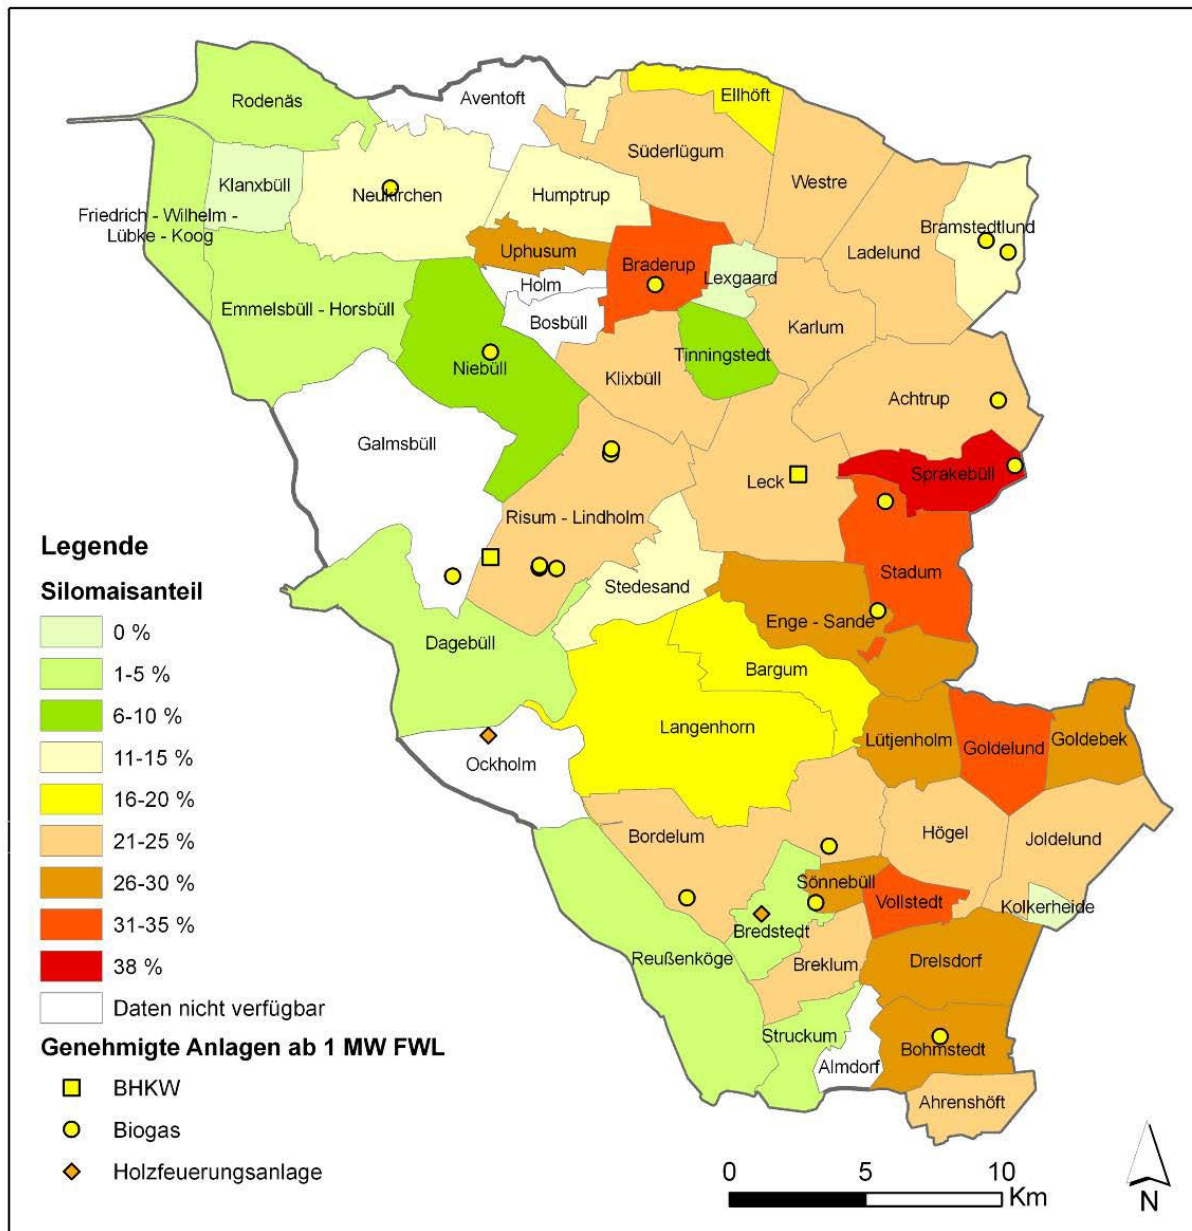 Rodenäs
Aventoft
Ellhöft
Süderlügum
Klanxbüll
Neukirchen
Humptrup
Westre
Friedrich - Wilhelm -
Lübke - Koog
Bramstedtlund
Uphusum
Ladelund
Braderup
Lexgaard
Holm
Emmelsbüll - Horsbüll
Bosbüll
Karlum
Tinningstedt
Niebüll
Klixbüll
Achtrup
Galmsbüll
Sprakebüll
Leck
Risum - Lindholm
Stadum
Stedesand
Enge - Sande
Dagebüll
Bargum
Langenhorn
Lütjenholm
Goldelund
Goldebek
Ockholm
Bordelum
Högel
Joldelund
Sönnebüll
Vollstedt
Kolkerheide
Bredstedt
Reußenköge
Breklum
Drelsdorf
Struckum
Bohmstedt
Almdorf
Ahrenshöft
Legende
Silomaisanteil
0 %
1-5 %
6-10 %
11-15 %
16-20 %
21-25 %
26-30 %
31-35 %
38 %
Daten nicht verfügbar
Genehmigte Anlagen ab 1 MW FWL
BHKW
Biogas
Holzfeuerungsanlage
0 5 10
Km
N